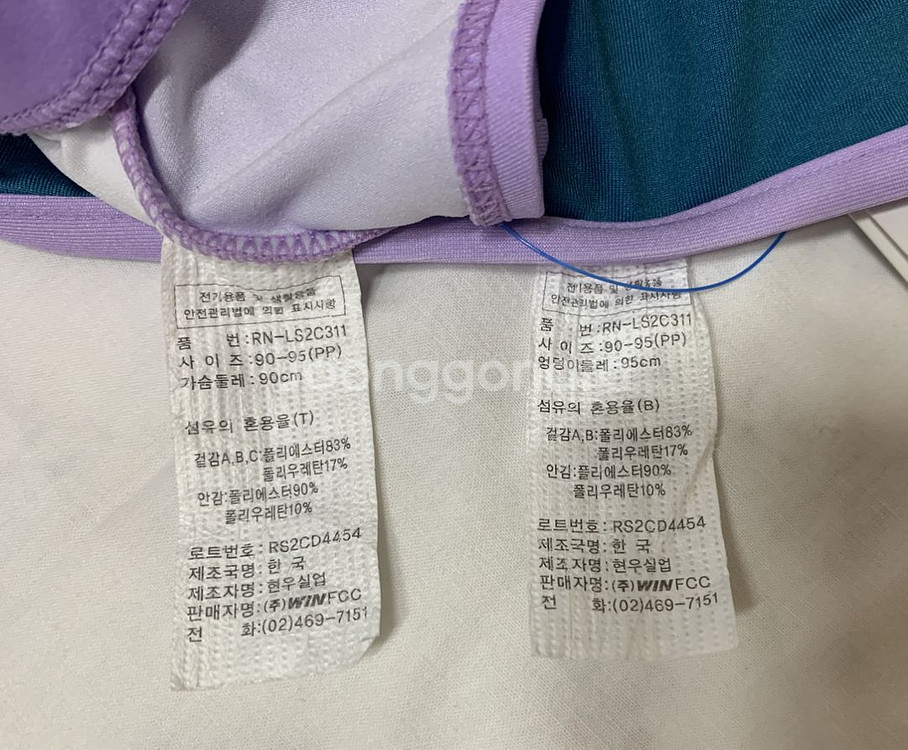 전기용품 및 생활용품
안전관리법에 의한 표시사항
품 번:RN-LS2C311
사 이 즈:90-95(PP)
가슴둘레:90cm
섬유의 혼용율(T)
겉감A,B,C:폴리에스터83%
폴리우레탄17%
안감:폴리에스터90%
폴리우레탄10%
로트번호:RS2CD4454
제조국명:한 국
제조자명:현우실업
판매자명:(주)WINFCC
전 화:(02)469-7151
전기용품 및 생활용품
안전관리법에 의한 표시사항
품 번:RN-LS2C311
사 이 즈:90-95(PP)
엉덩이둘레:95cm
섬유의 혼용율(B)
겉감A,B:폴리에스터83%
폴리우레탄17%
안감:폴리에스터90%
폴리우레탄10%
로트번호:RS2CD4454
제조국명:한 국
제조자명:현우실업
판매자명:(주)WINFCC
전 화:(02)469-7151